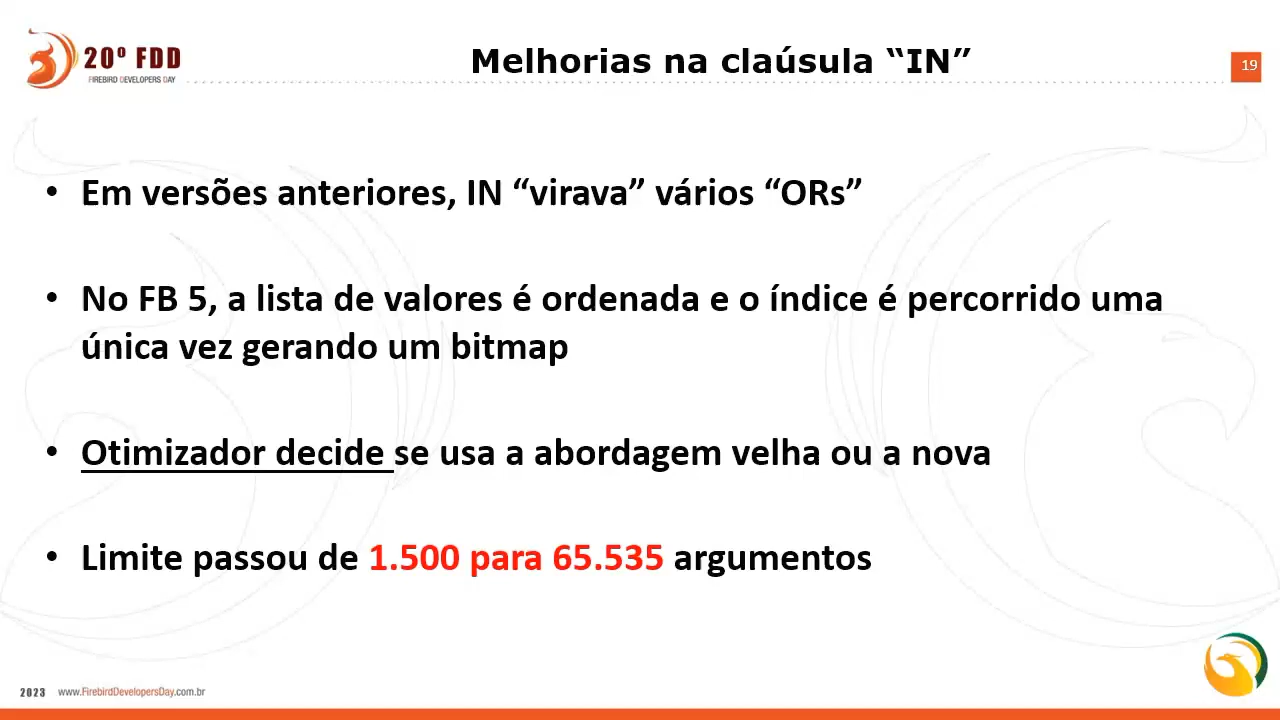 20º FDD
FIREBIRD DEVELOPERS DAY
Melhorias na claúsula “IN”
19
• Em versões anteriores, IN “virava” vários “ORs”
• No FB 5, a lista de valores é ordenada e o índice é percorrido uma
única vez gerando um bitmap
• Otimizador decide se usa a abordagem velha ou a nova
• Limite passou de 1.500 para 65.535 argumentos
2023 www.FirebirdDevelopersDay.com.br